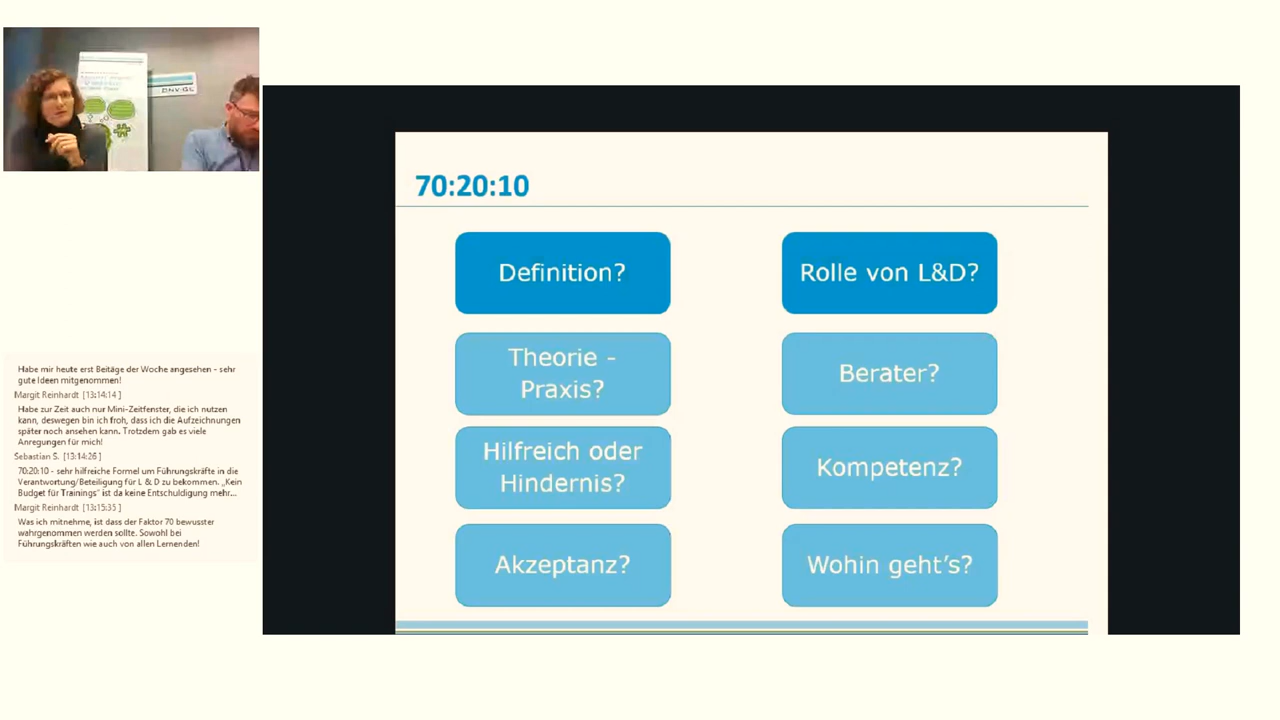 DNV·GL
70:20:10
Definition?
Rolle von L&D?
Theorie -
Praxis?
Berater?
Hilfreich oder
Hindernis?
Kompetenz?
Akzeptanz?
Wohin geht's?
Habe mir heute erst Beitäge der Woche angesehen - sehr
gute Ideen mitgenommen!
Margit Reinhardt [13:14:14]
Habe zur Zeit auch nur Mini-Zeitfenster, die ich nutzen
kann, deswegen bin ich froh, dass ich die Aufzeichnungen
später noch ansehen kann. Trotzdem gab es viele
Anregungen für mich!
Sebastian S. [13:14:26]
70:20:10 - sehr hilfreiche Formel um Führungskräfte in die
Verantwortung/Beteiligung für L & D zu bekommen. „Kein
Budget für Trainings" ist da keine Entschuldigung mehr...
Margit Reinhardt [13:15:35]
Was ich mitnehme, ist dass der Faktor 70 bewusster
wahrgenommen werden sollte. Sowohl bei
Führungskräften wie auch von allen Lernenden!